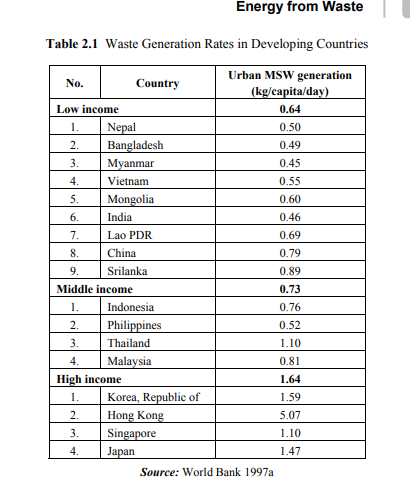 Energy from Waste
Table 2.1 Waste Generation Rates in Developing Countries
No. Country Urban MSW generation (kg/capita/day)
Low income 0.64
1. Nepal 0.50
2. Bangladesh 0.49
3. Myanmar 0.45
4. Vietnam 0.55
5. Mongolia 0.60
6. India 0.46
7. Lao PDR 0.69
8. China 0.79
9. Srilanka 0.89
Middle income 0.73
1. Indonesia 0.76
2. Philippines 0.52
3. Thailand 1.10
4. Malaysia 0.81
High income 1.64
1. Korea, Republic of 1.59
2. Hong Kong 5.07
3. Singapore 1.10
4. Japan 1.47
Source: World Bank 1997a